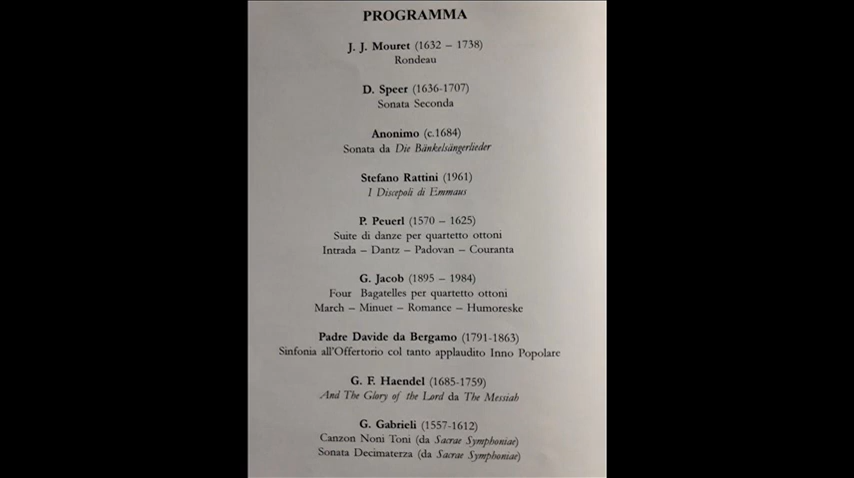 PROGRAMMA
J. J. Mouret (1632 – 1738)
Rondeau
D. Speer (1636-1707)
Sonata Seconda
Anonimo (c.1684)
Sonata da Die Bänkelsängerlieder
Stefano Rattini (1961)
I Discepoli di Emmaus
P. Peuerl (1570 – 1625)
Suite di danze per quartetto ottoni
Intrada – Dantz – Padovan – Couranta
G. Jacob (1895 – 1984)
Four Bagatelles per quartetto ottoni
March – Minuet – Romance – Humoreske
Padre Davide da Bergamo (1791-1863)
Sinfonia all'Offertorio col tanto applaudito Inno Popolare
G. F. Haendel (1685-1759)
And The Glory of the Lord da The Messiah
G. Gabrieli (1557-1612)
Canzon Noni Toni (da Sacrae Symphoniae)
Sonata Decimaterza (da Sacrae Symphoniae)